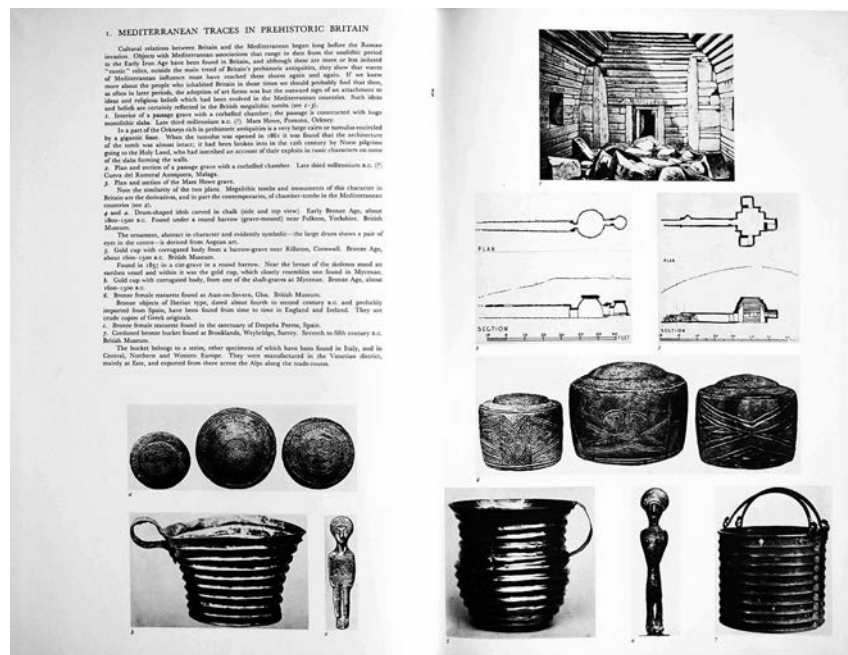 1. MEDITERRANEAN TRACES IN PREHISTORIC BRITAIN
Cultural relations between Britain and the Mediterranean began long before the Roman
invasion. Objects with Mediterranean associations that range in date from the neolithic period
to the Early Iron Age have been found in Britain, and although these are more or less isolated
"exotic" relics, outside the main trend of Britain's prehistoric antiquities, they show that waves
of Mediterranean influence must have reached these shores again and again. If we knew
more about the people who inhabited Britain in those times we should probably find that then,
as often in later periods, the adoption of art forms was but the outward sign of an attachment to
ideas and religious beliefs which had been evolved in the Mediterranean countries. Such ideas
and beliefs are certainly reflected in the British megalithic tombs (see 2-3).
1. Interior of a passage grave with a corbelled chamber; the passage is constructed with huge
monolithic slabs. Late third millennium B.C. (?) Maes Howe, Pomona, Orkney.
In a part of the Orkneys rich in prehistoric antiquities is a very large cairn or tumulus encircled
by a gigantic fosse. When the tumulus was opened in 1861 it was found that the architecture
of the tomb was almost intact; it had been broken into in the 12th century by Norse pilgrims
going to the Holy Land, who had inscribed an account of their exploits in runic characters on some
of the slabs forming the walls.
2. Plan and section of a passage grave with a corbelled chamber. Late third millennium B.C. (?)
Cueva del Romeral Antequera, Malaga.
3. Plan and section of the Maes Howe grave.
Note the similarity of the two plans. Megalithic tombs and monuments of this character in
Britain are the derivatives, and in part the contemporaries, of chamber-tombs in the Mediterranean
countries (see 2).
4 and a. Drum-shaped idols carved in chalk (side and top view). Early Bronze Age, about
1800-1500 B.C. Found under a round barrow (grave-mound) near Folkton, Yorkshire. British
Museum.
The ornament, abstract in character and evidently symbolic—the large drum shows a pair of
eyes in the centre—is derived from Aegean art.
5. Gold cup with corrugated body from a barrow-grave near Rillaton, Cornwall. Bronze Age,
about 1600-1500 B.C. British Museum.
Found in 1837 in a cist-grave in a round barrow. Near the breast of the skeleton stood an
earthen vessel and within it was the gold cup, which closely resembles one found in Mycenae.
b. Gold cup with corrugated body, from one of the shaft-graves at Mycenae. Bronze Age, about
1600-1500 B.C.
6. Bronze female statuette found at Aust-on-Severn, Glos. British Museum.
Bronze objects of Iberian type, dated about fourth to second century B.C. and probably
imported from Spain, have been found from time to time in England and Ireland. They are
crude copies of Greek originals.
c. Bronze female statuette found in the sanctuary of Despeña Perros, Spain.
7. Cordoned bronze bucket found at Brooklands, Weybridge, Surrey. Seventh to fifth century B.C.
British Museum.
The bucket belongs to a series, other specimens of which have been found in Italy, and in
Central, Northern and Western Europe. They were manufactured in the Venetian district,
mainly at Este, and exported from there across the Alps along the trade-routes.
a
b
c
1
PLAN
SECTION
FEET
2
PLAN
SECTION
3
4
5
6
7